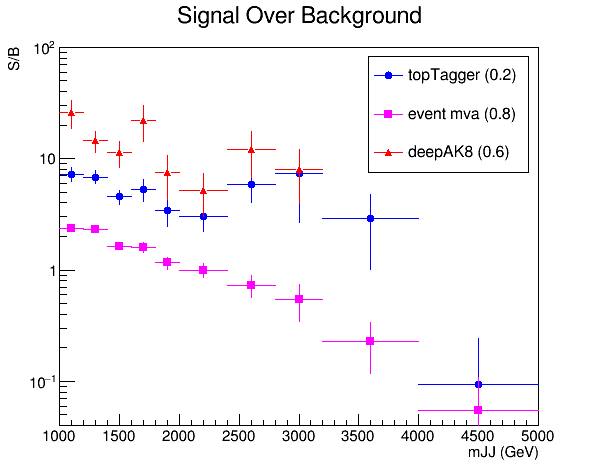 Signal Over Background
S/B
10²
topTagger (0.2)
event mva (0.8)
deepAK8 (0.6)
10
1
10⁻¹
1000 1500 2000 2500 3000 3500 4000 4500 5000
mJJ (GeV)